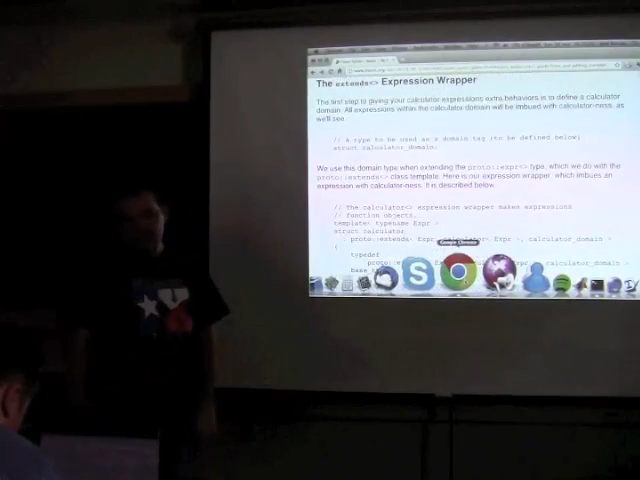 The extends<> Expression Wrapper
The first step to giving your calculator expressions extra behaviors is to define a calculator
domain. All expressions within the calculator domain will be imbued with calculator-ness, as
we'll see.
// A type to be used as a domain tag (to be defined below)
struct calculator_domain;
We use this domain type when extending the proto::expr<> type, which we do with the
proto::extends<> class template. Here is our expression wrapper, which imbues an
expression with calculator-ness. It is described below.
// The calculator<> expression wrapper makes expressions
// function objects.
template< typename Expr >
struct calculator
: proto::extends< Expr, calculator< Expr >, calculator_domain >
{
Google Chrome
typedef
proto::
calculator_domain >
base